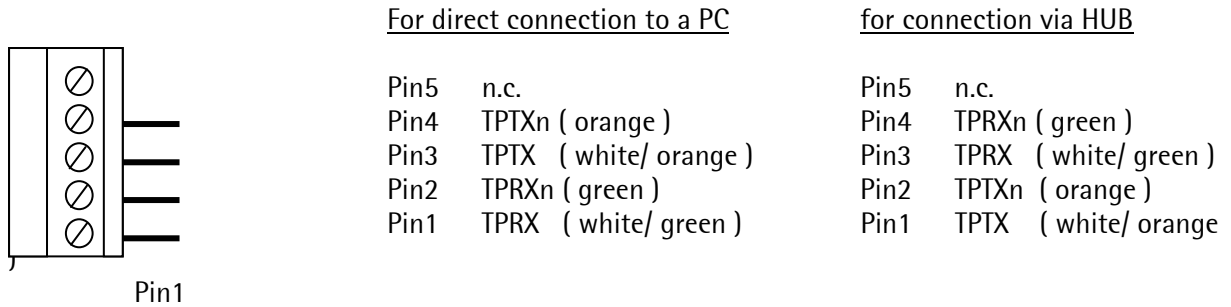 For direct connection to a PC
Pin5 n.c.
Pin4 TPTXn ( orange )
Pin3 TPTX ( white/ orange )
Pin2 TPRXn ( green )
Pin1 TPRX ( white/ green )
for connection via HUB
Pin5 n.c.
Pin4 TPRXn ( green )
Pin3 TPRX ( white/ green )
Pin2 TPTXn ( orange )
Pin1 TPTX ( white/ orange
)
Pin1